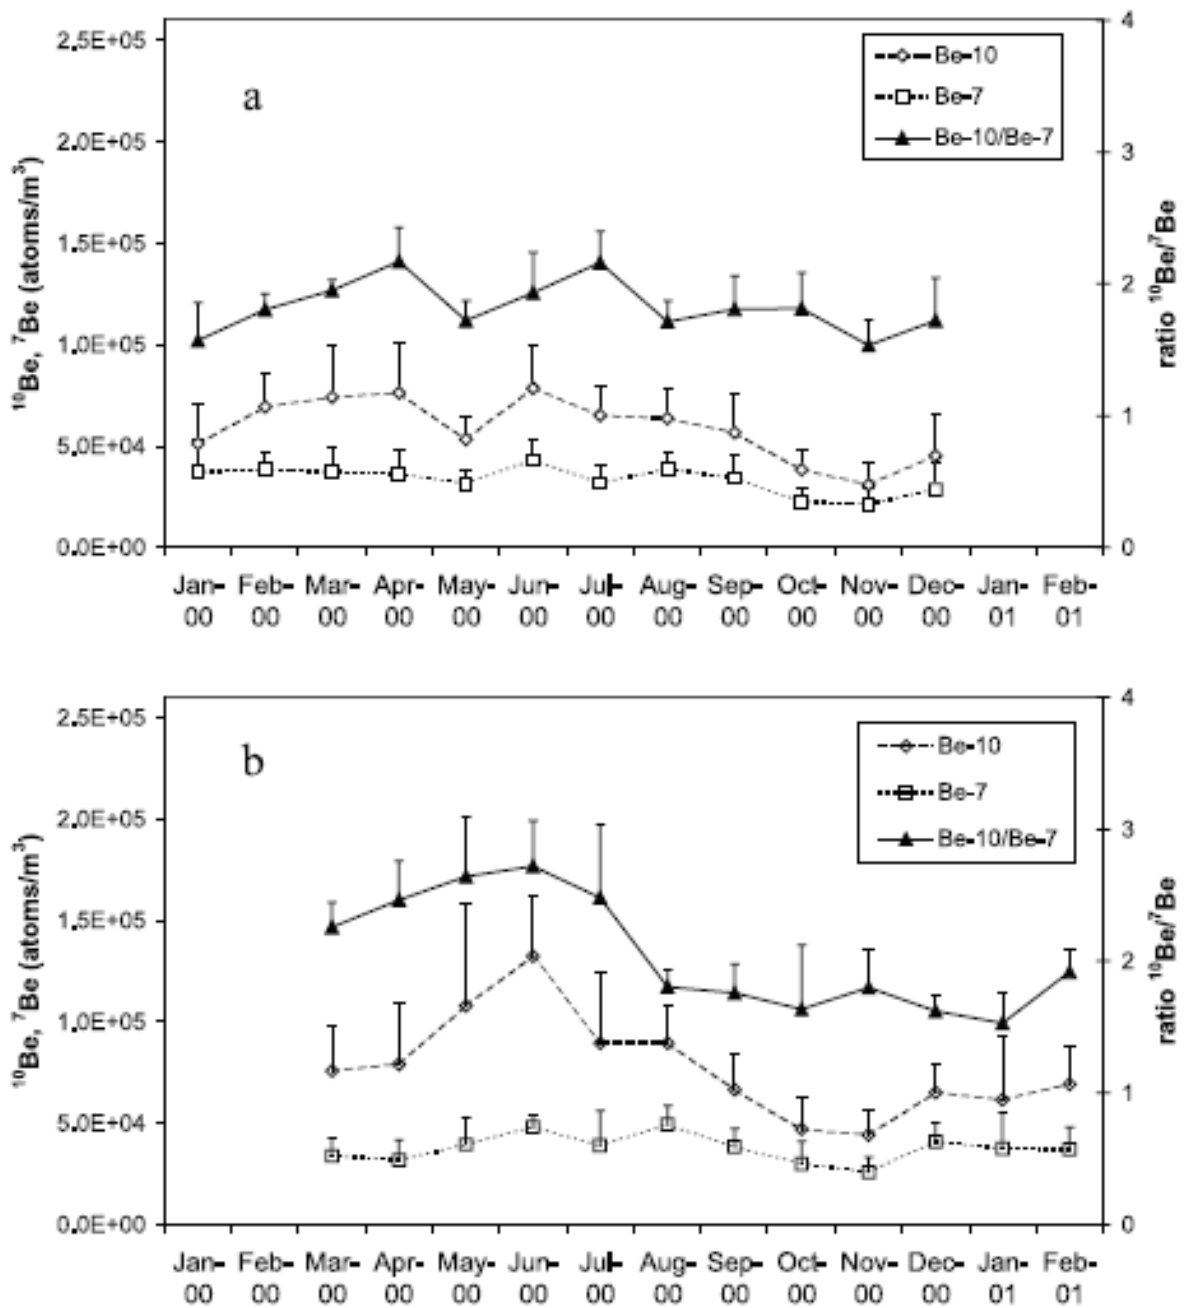 2.5E+05
2.0E+05
1.5E+05
1.0E+05
5.0E+04
0.0E+00
¹⁰Be, ⁷Be (atoms/m³)
a
Be-10
Be-7
Be-10/Be-7
4
3
2
1
0
ratio ¹⁰Be/⁷Be
Jan- Feb- Mar- Apr- May- Jun- Jul- Aug- Sep- Oct- Nov- Dec- Jan- Feb-
00 00 00 00 00 00 00 00 00 00 00 00 01 01
2.5E+05
2.0E+05
1.5E+05
1.0E+05
5.0E+04
0.0E+00
¹⁰Be, ⁷Be (atoms/m³)
b
Be-10
Be-7
Be-10/Be-7
4
3
2
1
0
ratio ¹⁰Be/⁷Be
Jan- Feb- Mar- Apr- May- Jun- Jul- Aug- Sep- Oct- Nov- Dec- Jan- Feb-
00 00 00 00 00 00 00 00 00 00 00 00 01 01